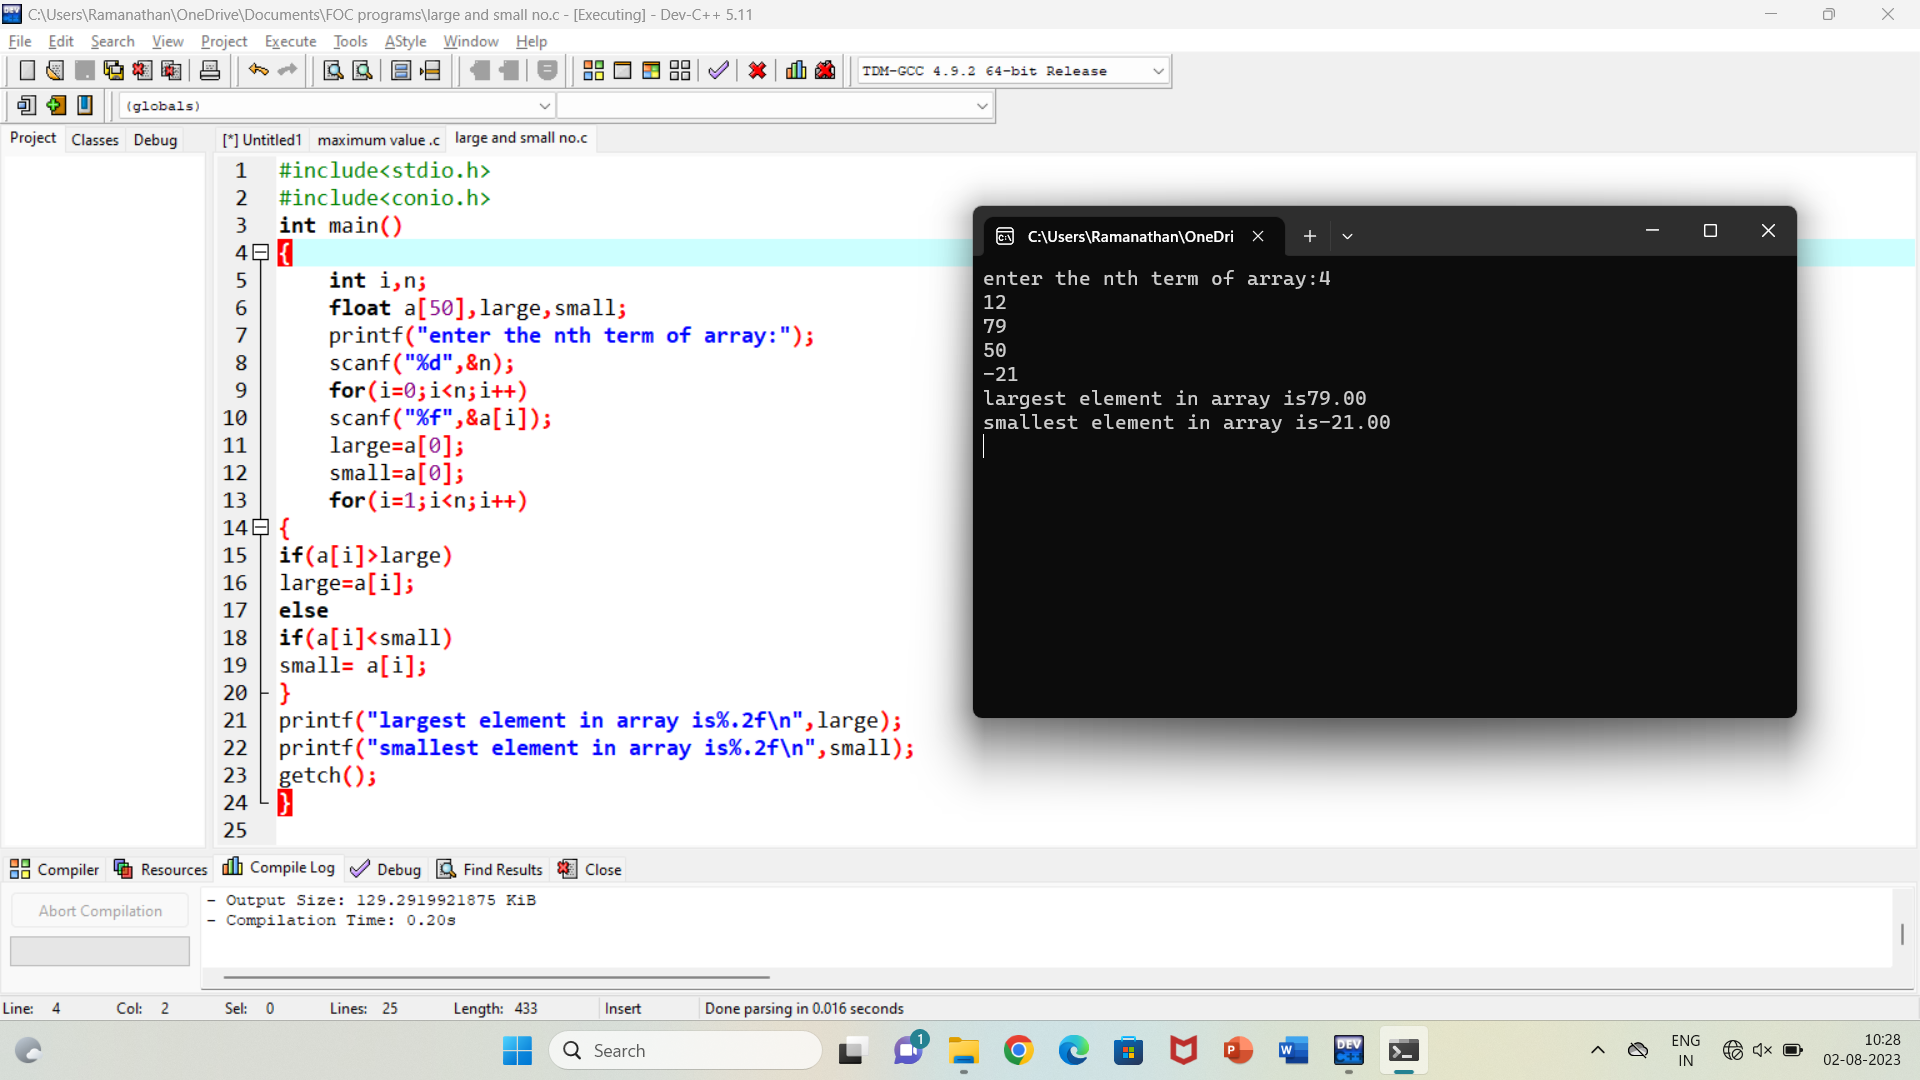 C:\Users\Ramanathan\OneDrive\Documents\FOC programs\large and small no.c - [Executing] - Dev-C++ 5.11
File Edit Search View Project Execute Tools AStyle Window Help
TDM-GCC 4.9.2 64-bit Release
(globals)
Project Classes Debug
[*] Untitled1 maximum value .c large and small no.c
1 #include<stdio.h>
2 #include<conio.h>
3 int main()
4 {
5 int i,n;
6 float a[50],large,small;
7 printf("enter the nth term of array:");
8 scanf("%d",&n);
9 for(i=0;i<n;i++)
10 scanf("%f",&a[i]);
11 large=a[0];
12 small=a[0];
13 for(i=1;i<n;i++)
14 {
15 if(a[i]>large)
16 large=a[i];
17 else
18 if(a[i]<small)
19 small= a[i];
20 }
21 printf("largest element in array is%.2f\n",large);
22 printf("smallest element in array is%.2f\n",small);
23 getch();
24 }
25
C:\Users\Ramanathan\OneDri
enter the nth term of array:4
12
79
50
-21
largest element in array is79.00
smallest element in array is-21.00
Compiler Resources Compile Log Debug Find Results Close
Abort Compilation
- Output Size: 129.2919921875 KiB
- Compilation Time: 0.20s
Line: 4 Col: 2 Sel: 0 Lines: 25 Length: 433 Insert Done parsing in 0.016 seconds
Search
1
DEV C++
ENG
IN
10:28
02-08-2023